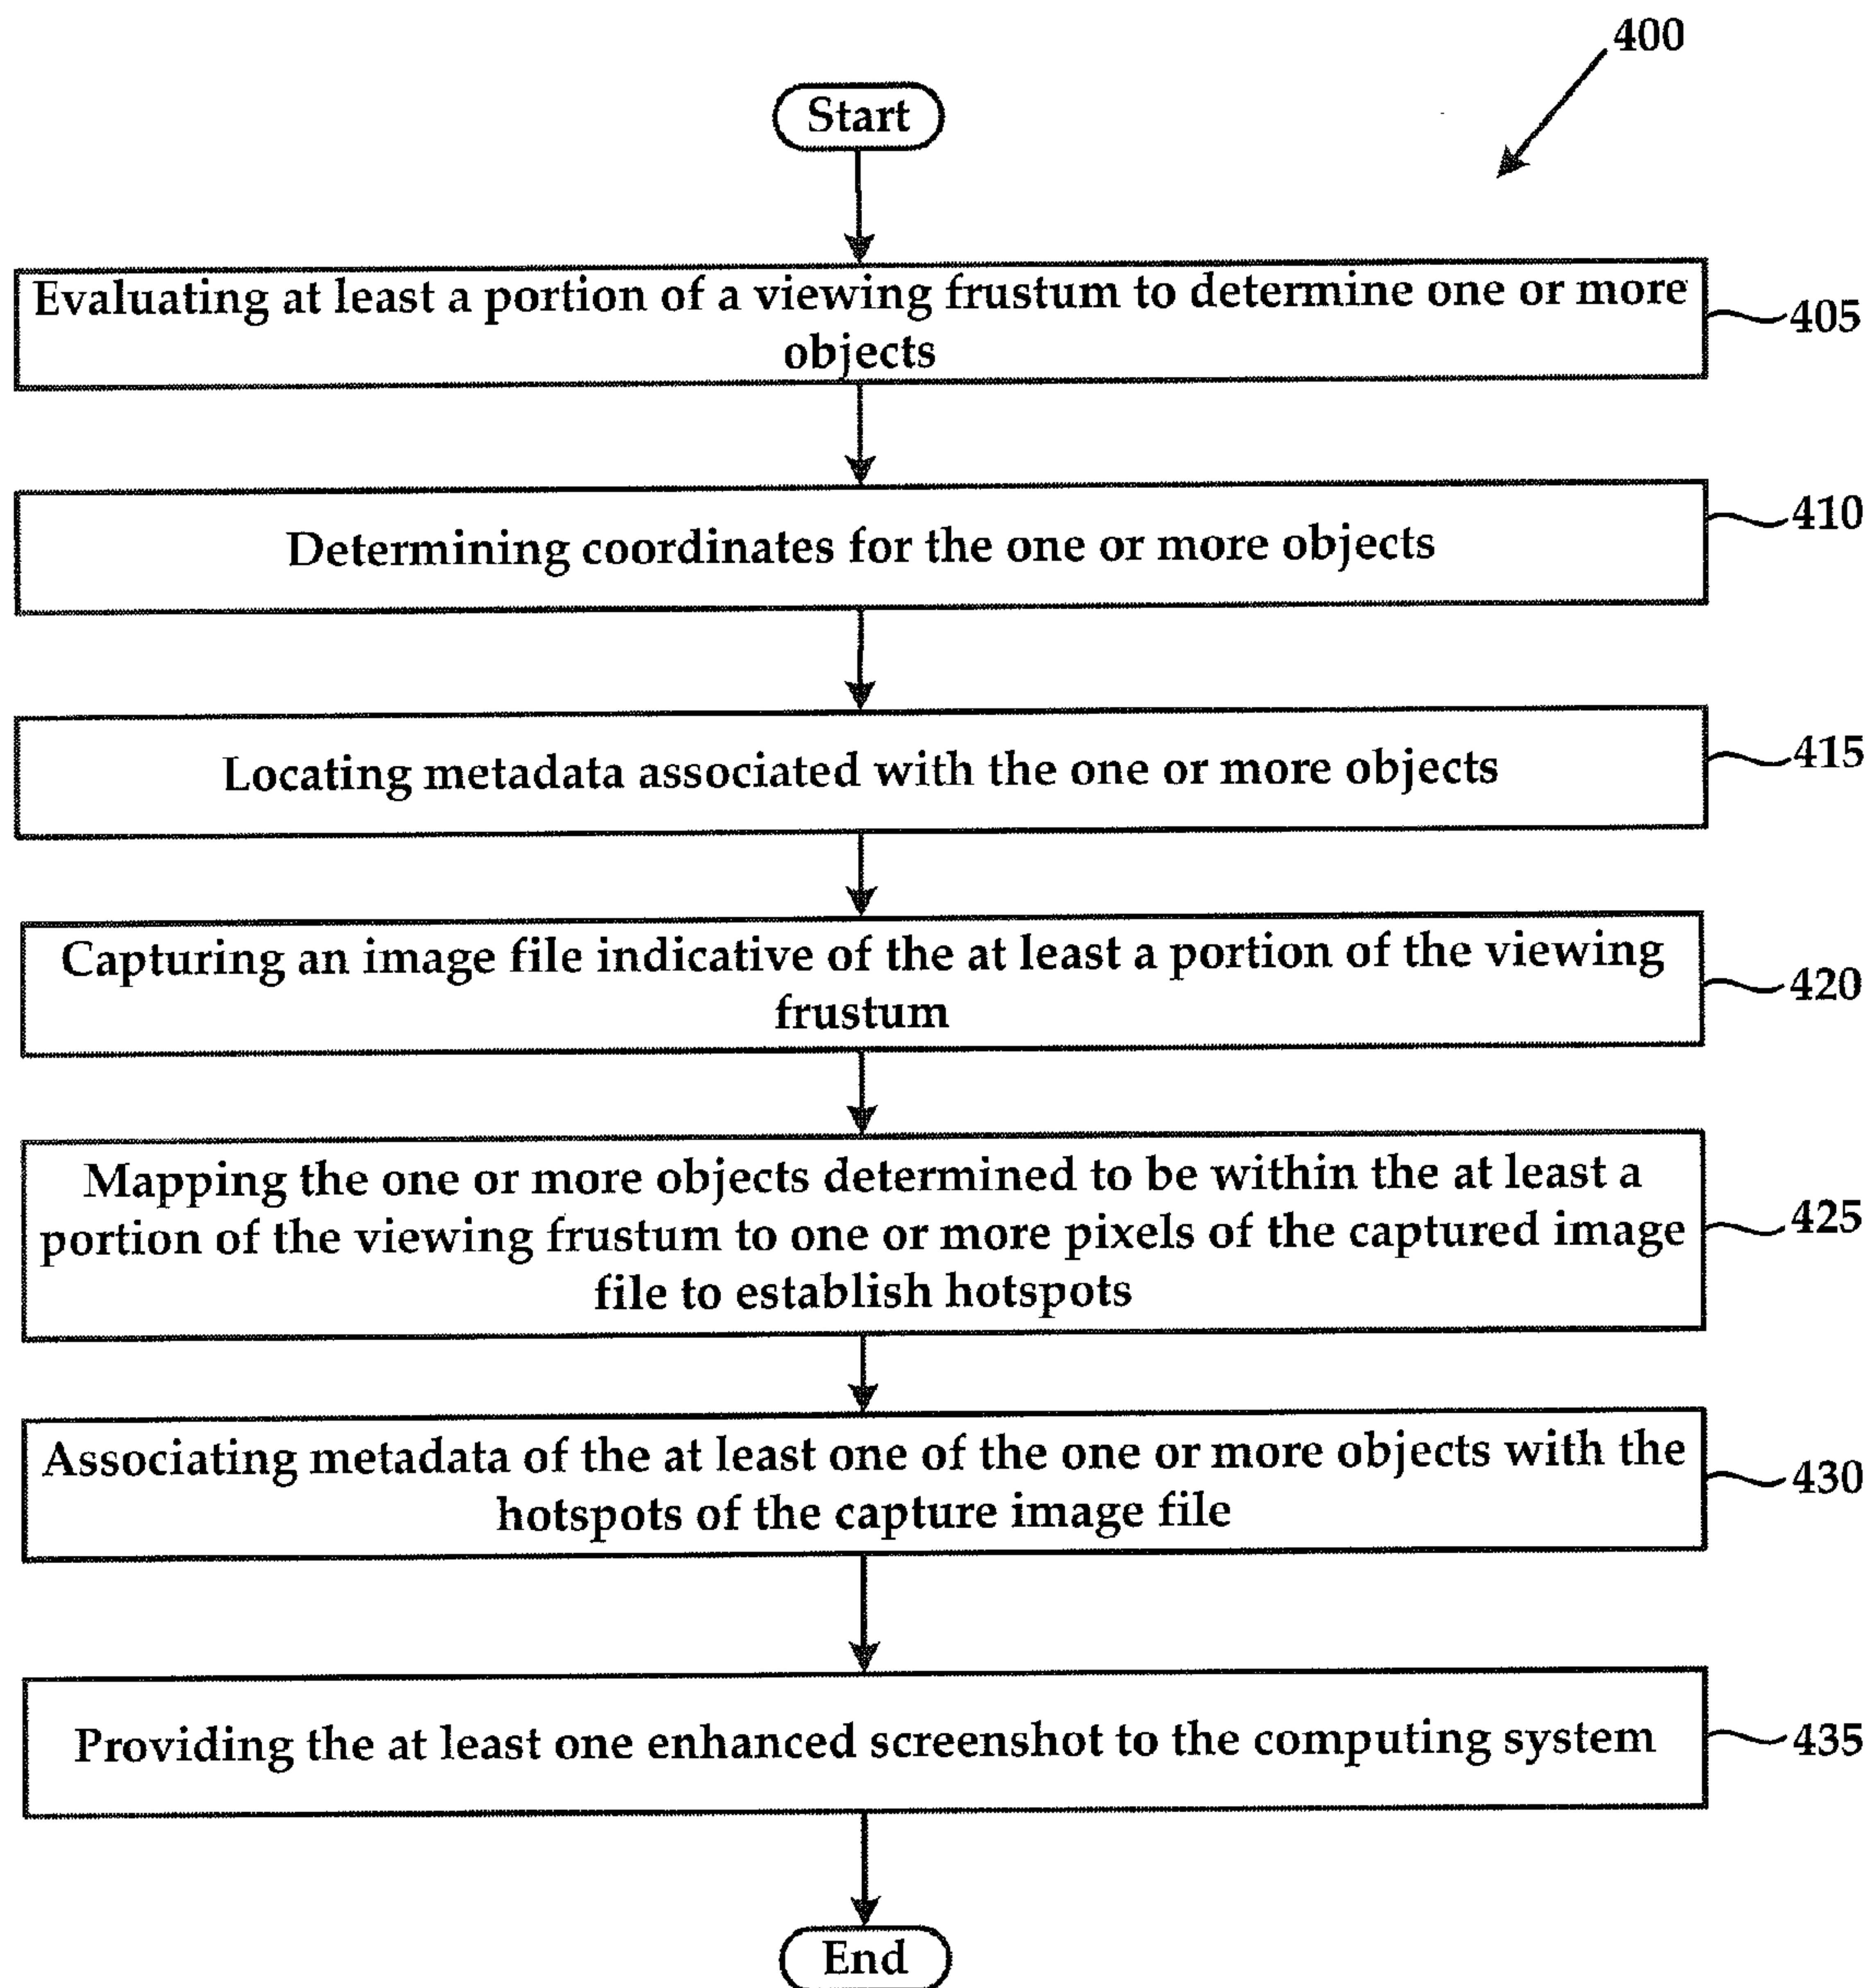 400
Start
Evaluating at least a portion of a viewing frustum to determine one or more
objects
405
Determining coordinates for the one or more objects
410
Locating metadata associated with the one or more objects
415
Capturing an image file indicative of the at least a portion of the viewing
frustum
420
Mapping the one or more objects determined to be within the at least a
portion of the viewing frustum to one or more pixels of the captured image
file to establish hotspots
425
Associating metadata of the at least one of the one or more objects with the
hotspots of the capture image file
430
Providing the at least one enhanced screenshot to the computing system
435
End